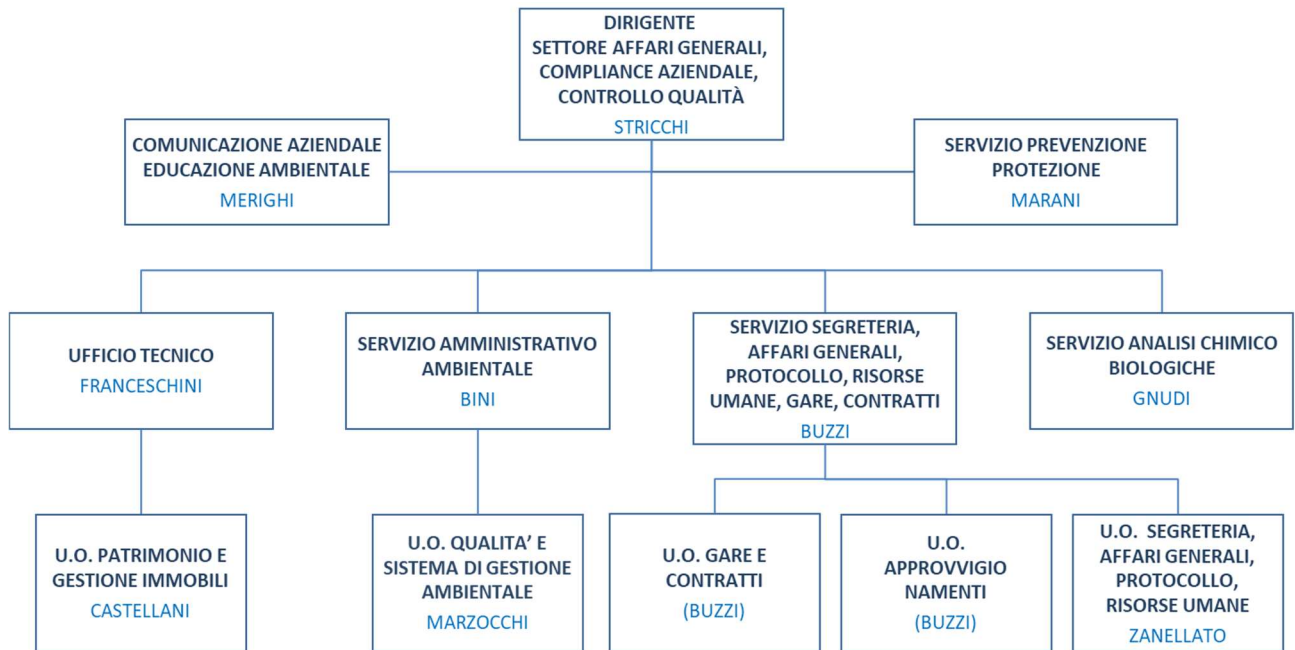 DIRIGENTE
SETTORE AFFARI GENERALI,
COMPLIANCE AZIENDALE,
CONTROLLO QUALITÀ
STRICCHI
COMUNICAZIONE AZIENDALE
EDUCAZIONE AMBIENTALE
MERIGHI
SERVIZIO PREVENZIONE
PROTEZIONE
MARANI
UFFICIO TECNICO
FRANCESCHINI
SERVIZIO AMMINISTRATIVO
AMBIENTALE
BINI
SERVIZIO SEGRETERIA,
AFFARI GENERALI,
PROTOCOLLO, RISORSE
UMANE, GARE, CONTRATTI
BUZZI
SERVIZIO ANALISI CHIMICO
BIOLOGICHE
GNUDI
U.O. PATRIMONIO E
GESTIONE IMMOBILI
CASTELLANI
U.O. QUALITA' E
SISTEMA DI GESTIONE
AMBIENTALE
MARZOCCHI
U.O. GARE E
CONTRATTI
(BUZZI)
U.O.
APPROVVIGIO
NAMENTI
(BUZZI)
U.O. SEGRETERIA,
AFFARI GENERALI,
PROTOCOLLO,
RISORSE UMANE
ZANELLATO